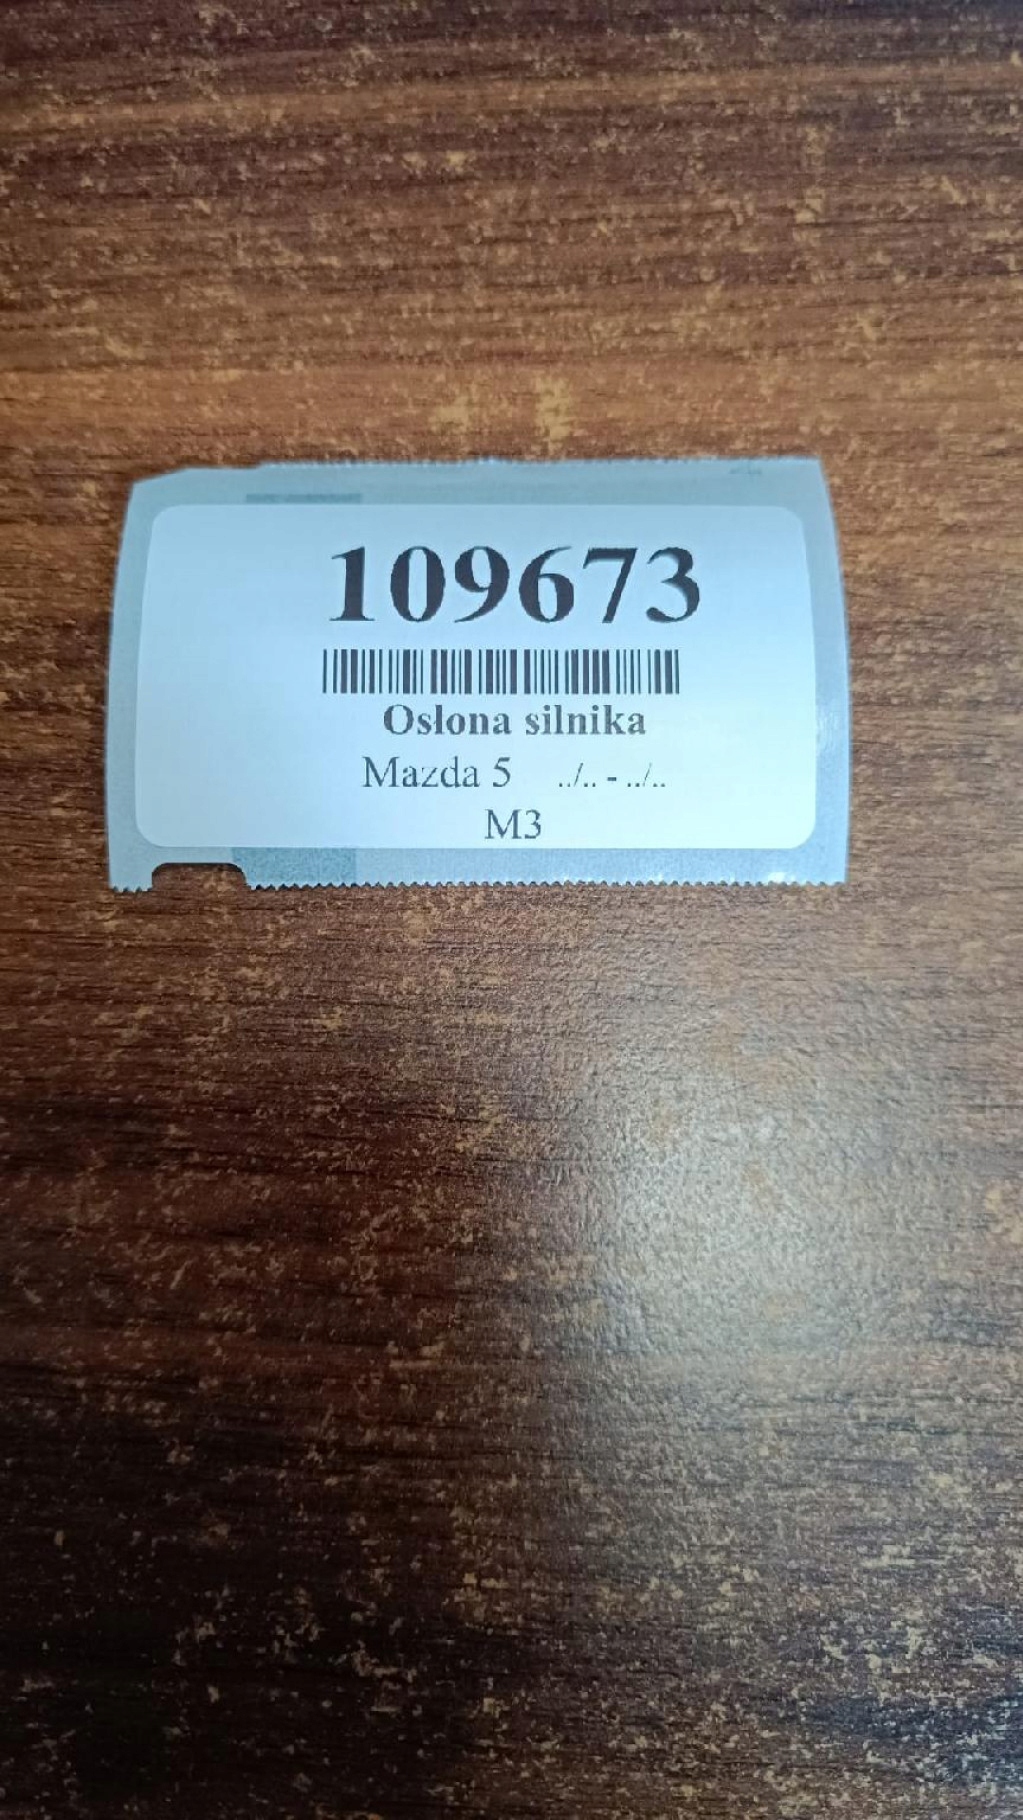 109673
Osłona silnika
Mazda 5 ../.. - ../..
M3